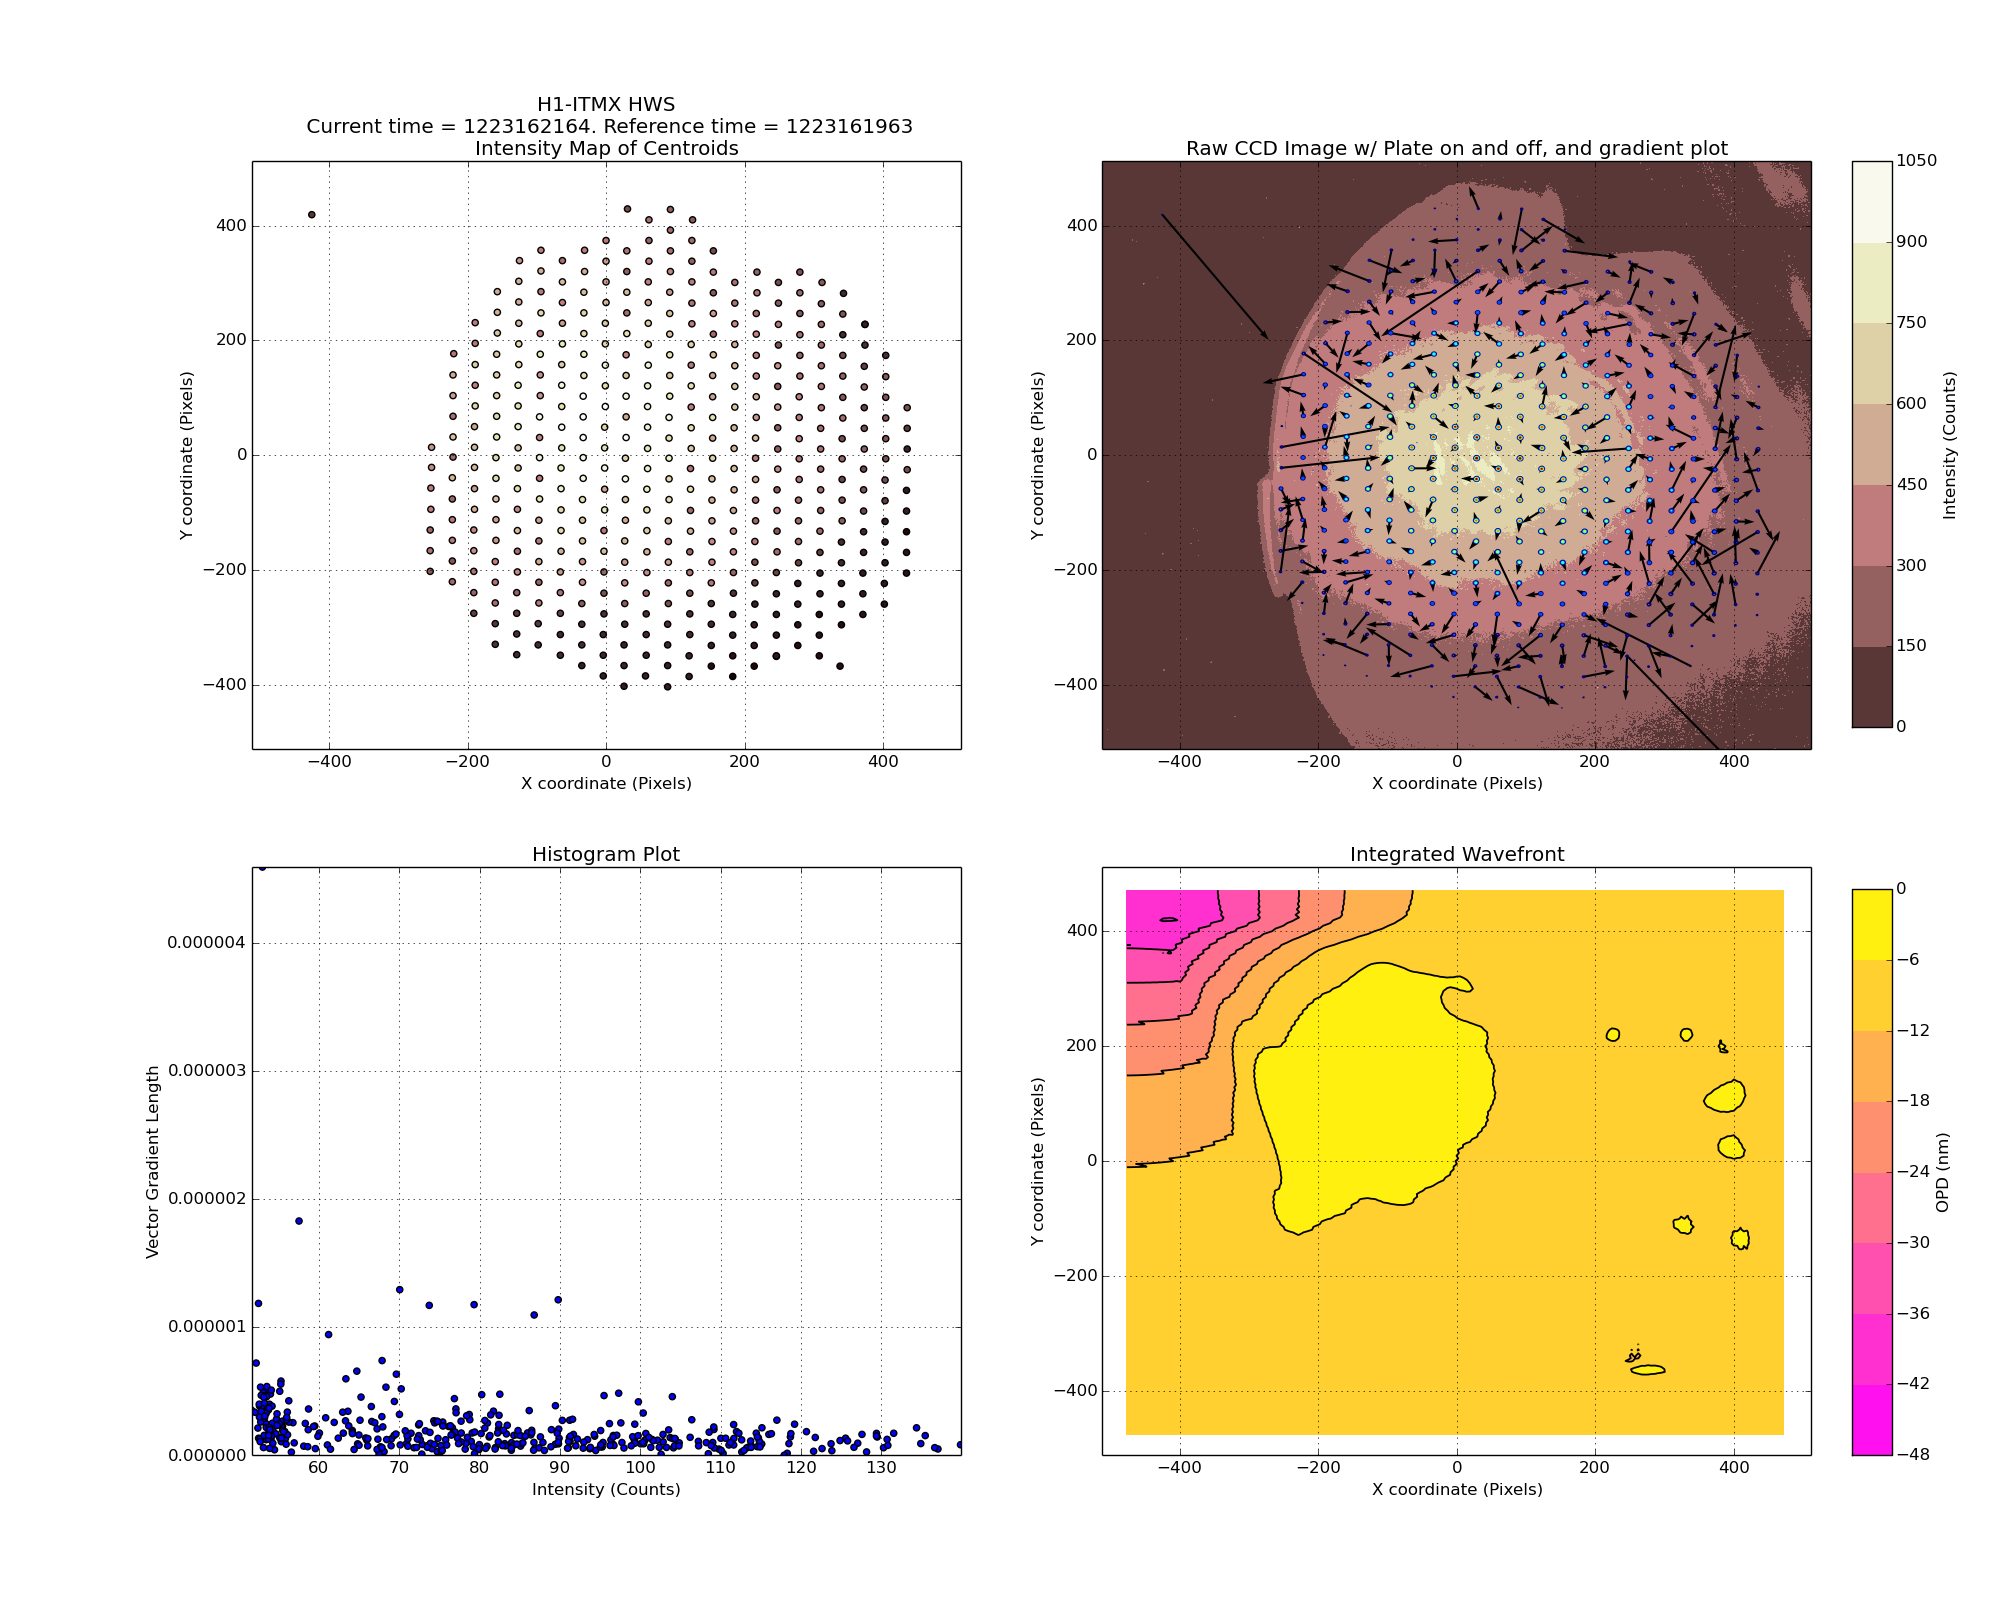 H1-ITMX HWS
Current time = 1223162164. Reference time = 1223161963
Intensity Map of Centroids
400
200
0
−200
−400
Y coordinate (Pixels)
−400 −200 0 200 400
X coordinate (Pixels)
Raw CCD Image w/ Plate on and off, and gradient plot
400
200
0
−200
−400
Y coordinate (Pixels)
−400 −200 0 200 400
X coordinate (Pixels)
1050
900
750
600
450
300
150
0
Intensity (Counts)
Histogram Plot
0.000004
0.000003
0.000002
0.000001
0.000000
Vector Gradient Length
60 70 80 90 100 110 120 130
Intensity (Counts)
Integrated Wavefront
400
200
0
−200
−400
Y coordinate (Pixels)
−400 −200 0 200 400
X coordinate (Pixels)
0
−6
−12
−18
−24
−30
−36
−42
−48
OPD (nm)